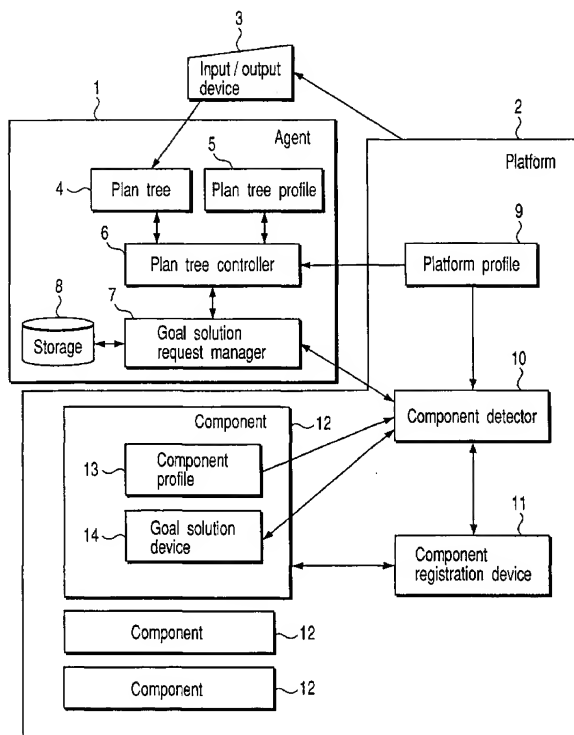 3
Input / output
device
1
2
Agent
Platform
5
4
Plan tree
Plan tree profile
6
9
Plan tree controller
Platform profile
8
7
Storage
Goal solution
request manager
10
Component detector
Component
12
13
Component
profile
14
Goal solution
device
11
Component
registration device
Component
12
Component
12